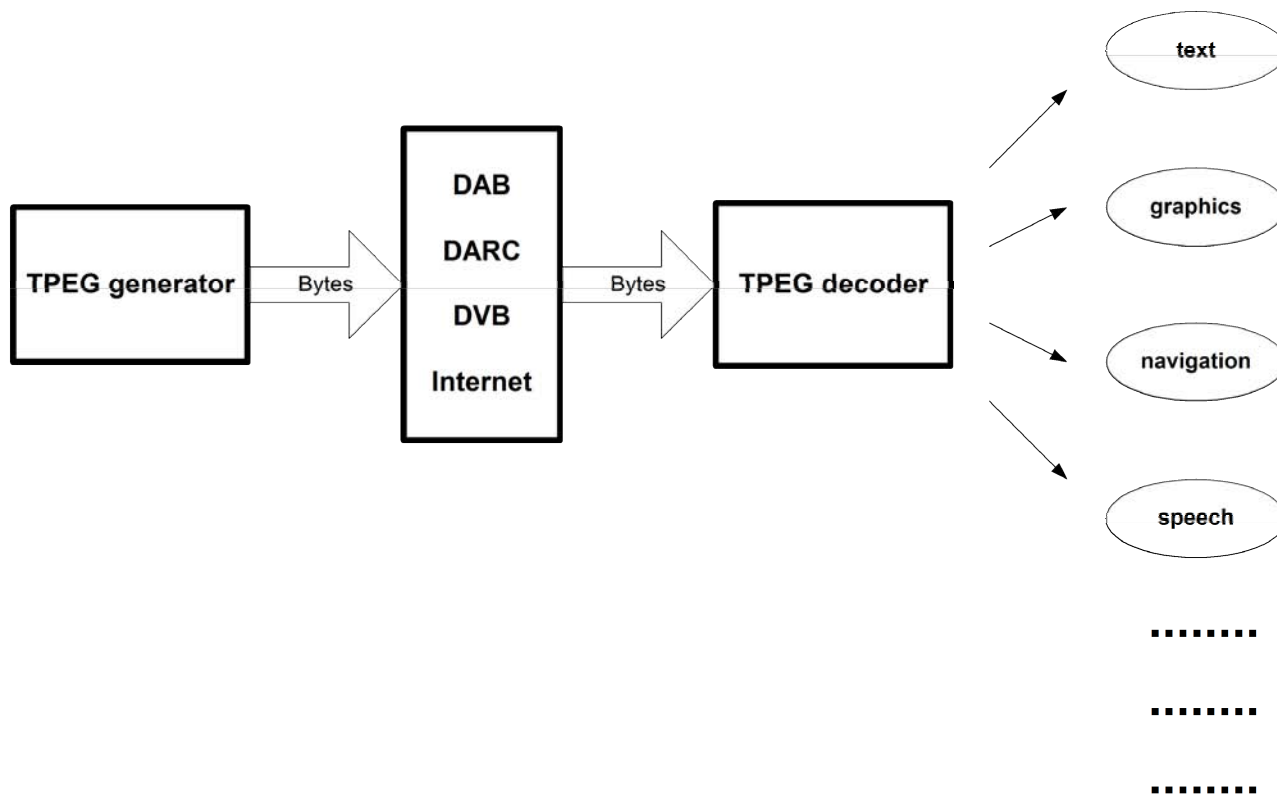 TPEG generator
Bytes
DAB
DARC
DVB
Internet
Bytes
TPEG decoder
text
graphics
navigation
speech
........
........
........